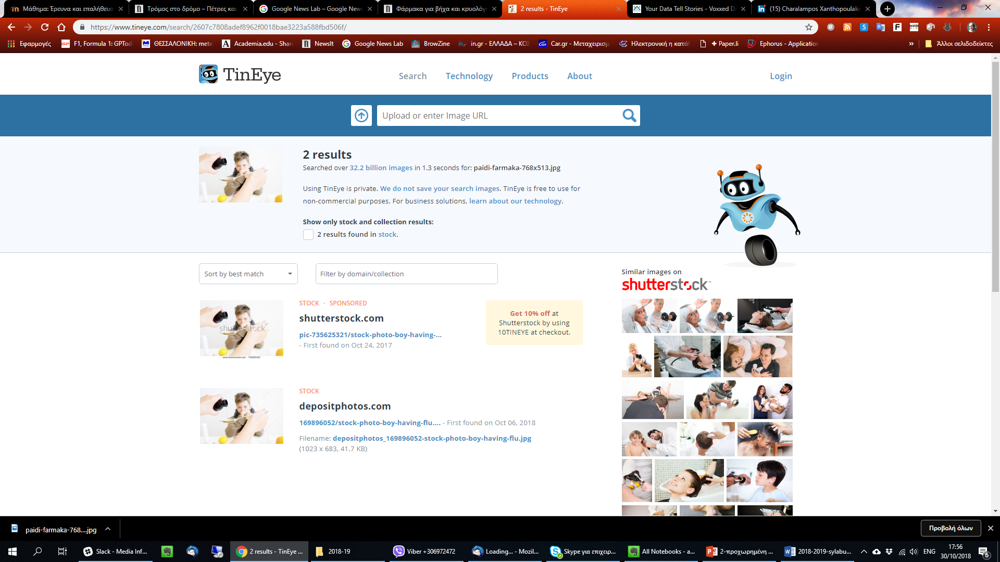 Μάθημα: Έρευνα και επαλήθευσ
Τρόμος στο δρόμο – Πέτρες και
Google News Lab – Google News
Φάρμακα για βήχα και κρυολόγ
2 results - TinEye
Your Data Tell Stories - Voxxed D
(15) Charalampos Xanthopoulaki
https://www.tineye.com/search/2607c7808adef8962f0018bae3223a588fbd506f/
Εφαρμογές
F1, Formula 1: GPTod
ΘΕΣΣΑΛΟΝΙΚΗ: mete
Academia.edu - Shar
NewsIt
Google News Lab
BrowZine
in.gr - ΕΛΛΑΔΑ – ΚΟΣ
Car.gr - Μεταχειρισμ
Ηλεκτρονική η κατά
+ Paper.li
Ephorus - Application
»
Άλλοι σελιδοδείκτες
TinEye
Search
Technology
Products
About
Login
Upload or enter Image URL
2 results
Searched over 32.2 billion images in 1.3 seconds for: paidi-farmaka-768x513.jpg
Using TinEye is private. We do not save your search images. TinEye is free to use for
non-commercial purposes. For business solutions, learn about our technology.
Show only stock and collection results:
2 results found in stock.
Sort by best match
Filter by domain/collection
Similar images on
shutterstock
STOCK · SPONSORED
shutterstock.com
pic-735625321/stock-photo-boy-having-...
- First found on Oct 24, 2017
Get 10% off at
Shutterstock by using
10TINEYE at checkout.
shutterstock
www.shutterstock.com · 735625321
STOCK
depositphotos.com
169896052/stock-photo-boy-having-flu.... - First found on Oct 06, 2018
Filename: depositphotos_169896052-stock-photo-boy-having-flu.jpg
(1023 x 683, 41.7 KB)
paidi-farmaka-768....jpg
Προβολή όλων
Slack - Media Inf...
2 results - TinEye ...
2018-19
Viber +306972472
Loading... - Mozil...
Skype για επιχειρ...
All Notebooks - a...
2-προχωρημένη ...
2018-2019-sylabu...
ENG
17:56
30/10/2018
6